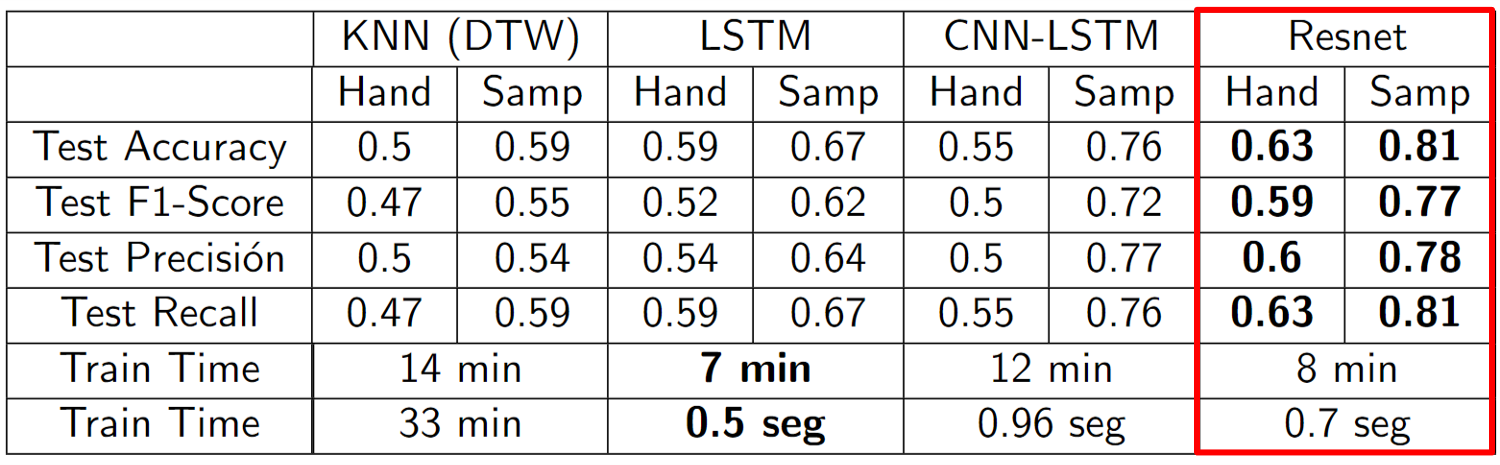 KNN (DTW) LSTM CNN-LSTM Resnet
Hand Samp Hand Samp Hand Samp Hand Samp
Test Accuracy 0.5 0.59 0.59 0.67 0.55 0.76 0.63 0.81
Test F1-Score 0.47 0.55 0.52 0.62 0.5 0.72 0.59 0.77
Test Precisión 0.5 0.54 0.54 0.64 0.5 0.77 0.6 0.78
Test Recall 0.47 0.59 0.59 0.67 0.55 0.76 0.63 0.81
Train Time 14 min 7 min 12 min 8 min
Train Time 33 min 0.5 seg 0.96 seg 0.7 seg